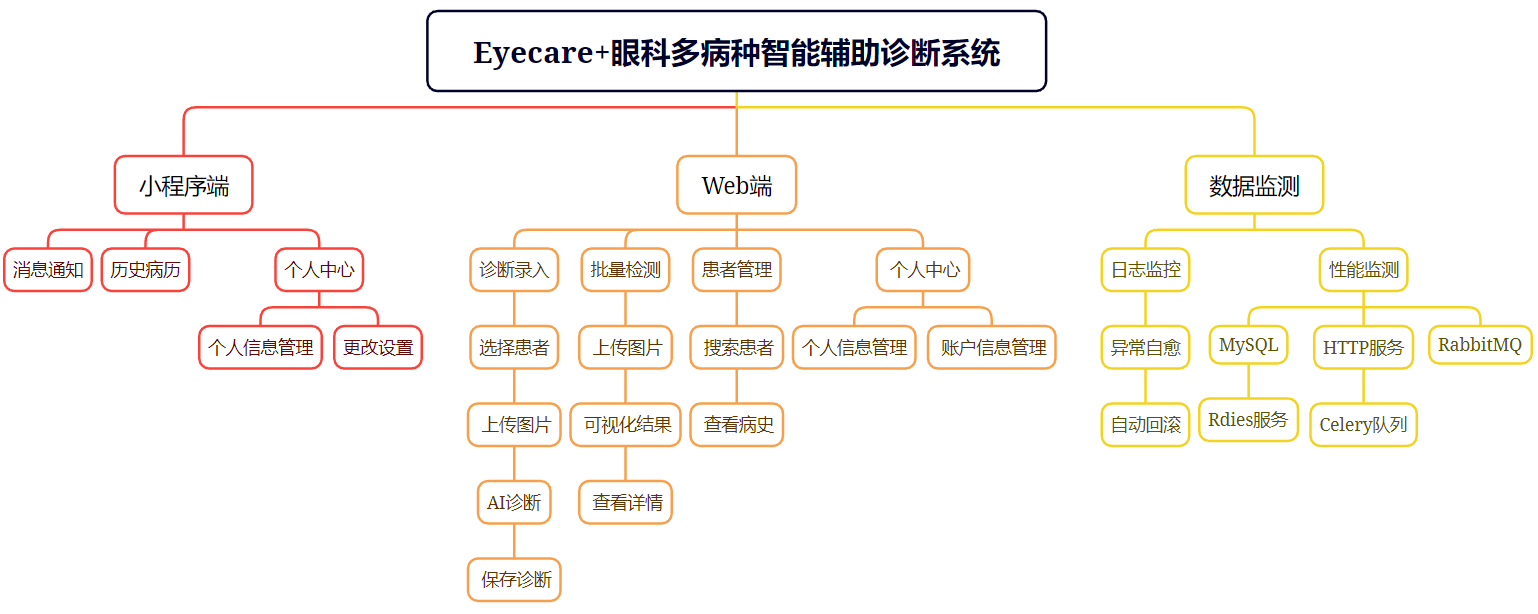 Eyecare+眼科多病种智能辅助诊断系统
小程序端
Web端
数据监测
消息通知
历史病历
个人中心
诊断录入
批量检测
患者管理
个人中心
日志监控
性能监测
个人信息管理
更改设置
选择患者
上传图片
搜索患者
个人信息管理
账户信息管理
异常自愈
MySQL
HTTP服务
RabbitMQ
上传图片
可视化结果
查看病史
自动回滚
Rdies服务
Celery队列
AI诊断
查看详情
保存诊断